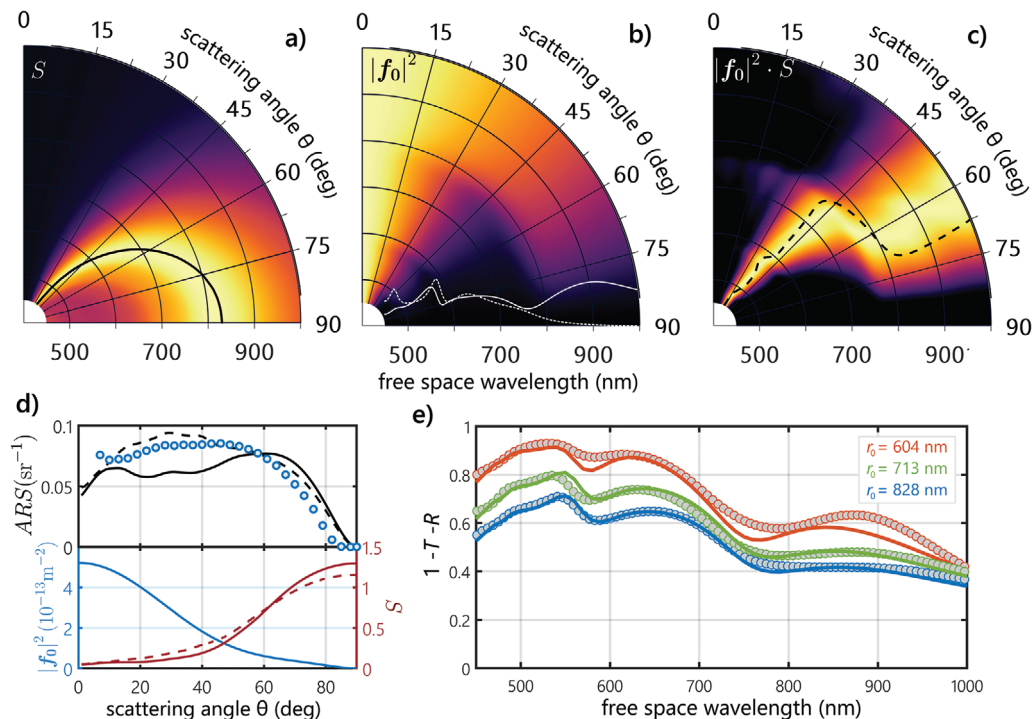 0
15
30
45
60
75
90
scattering angle θ (deg)
a)
S
500
700
900
0
15
30
45
60
75
90
scattering angle θ (deg)
b)
|f₀|²
500
700
900
free space wavelength (nm)
0
15
30
45
60
75
90
scattering angle θ (deg)
c)
|f₀|² · S
500
700
900
d)
ARS(sr⁻¹)
0.1
0.05
0
|f₀|² (10⁻¹³m⁻²)
4
2
0
1.5
1
0.5
0
S
0
20
40
60
80
scattering angle θ (deg)
e)
1 -T -R
1
0.8
0.6
0.4
0.2
0
r₀ = 604 nm
r₀ = 713 nm
r₀ = 828 nm
500
600
700
800
900
1000
free space wavelength (nm)